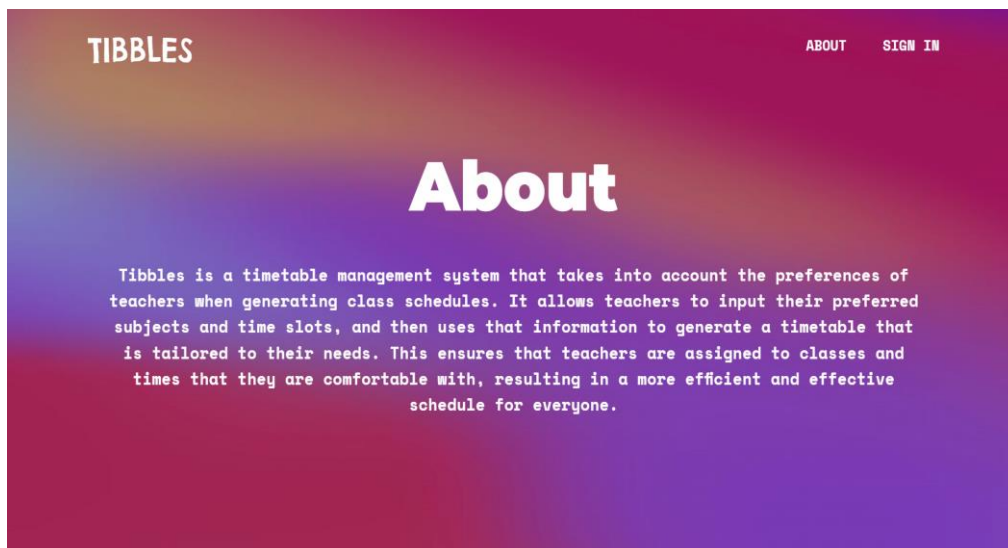 TIBBLES
ABOUT
SIGN IN
About
Tibbles is a timetable management system that takes into account the preferences of
teachers when generating class schedules. It allows teachers to input their preferred
subjects and time slots, and then uses that information to generate a timetable that
is tailored to their needs. This ensures that teachers are assigned to classes and
times that they are comfortable with, resulting in a more efficient and effective
schedule for everyone.